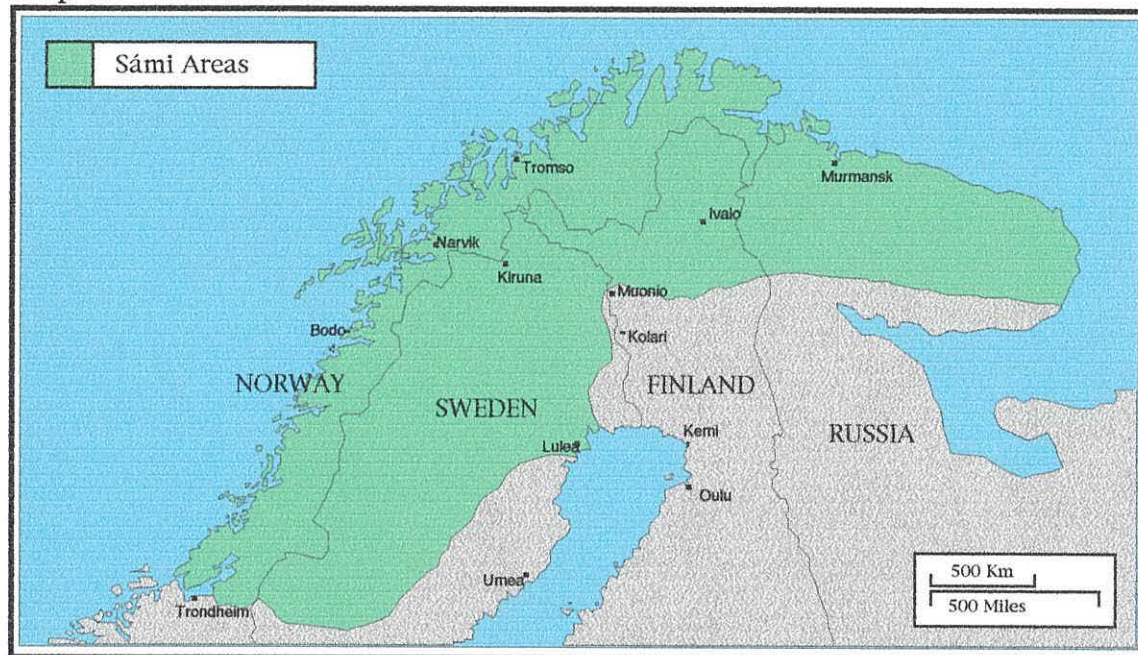 Sámi Areas
Tromso
Murmansk
Ivalo
Narvik
Kiruna
Muonio
Bodo
Kolari
NORWAY
SWEDEN
FINLAND
RUSSIA
Lulea
Kemi
Oulu
Umea
Trondheim
500 Km
500 Miles